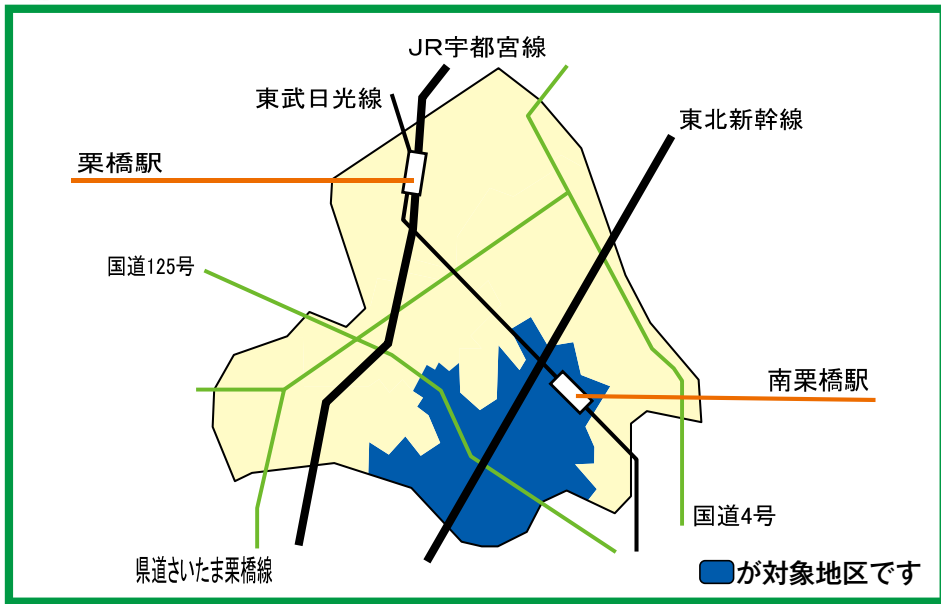 JR宇都宮線
東武日光線
東北新幹線
栗橋駅
国道125号
南栗橋駅
国道4号
県道さいたま栗橋線
が対象地区です